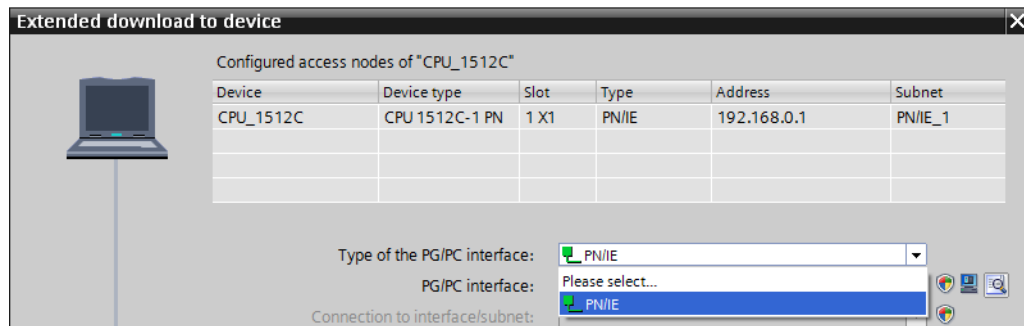 Extended download to device
Configured access nodes of "CPU_1512C"
Device Device type Slot Type Address Subnet
CPU_1512C CPU 1512C-1 PN 1 X1 PN/IE 192.168.0.1 PN/IE_1
Type of the PG/PC interface: PN/IE
PG/PC interface: Please select...
PN/IE
Connection to interface/subnet: